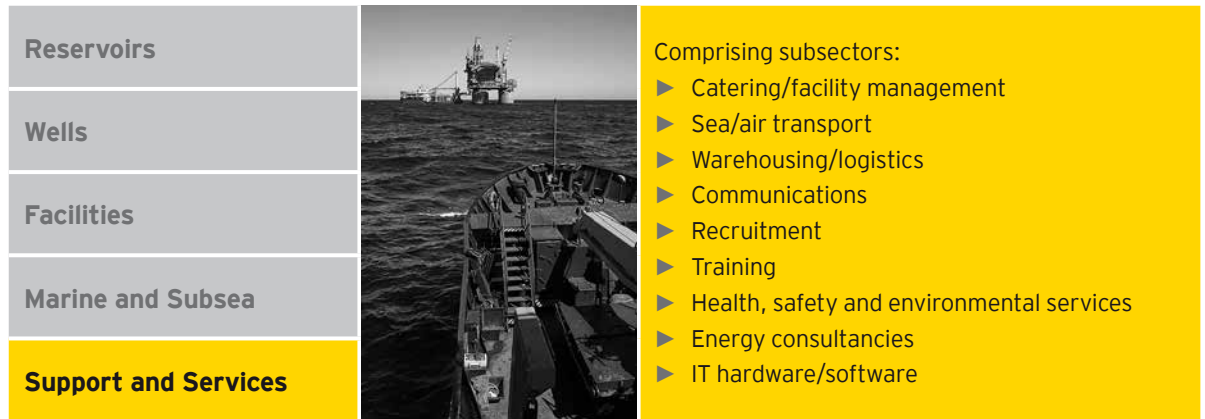 Reservoirs
Wells
Facilities
Marine and Subsea
Support and Services
Comprising subsectors:
► Catering/facility management
► Sea/air transport
► Warehousing/logistics
► Communications
► Recruitment
► Training
► Health, safety and environmental services
► Energy consultancies
► IT hardware/software